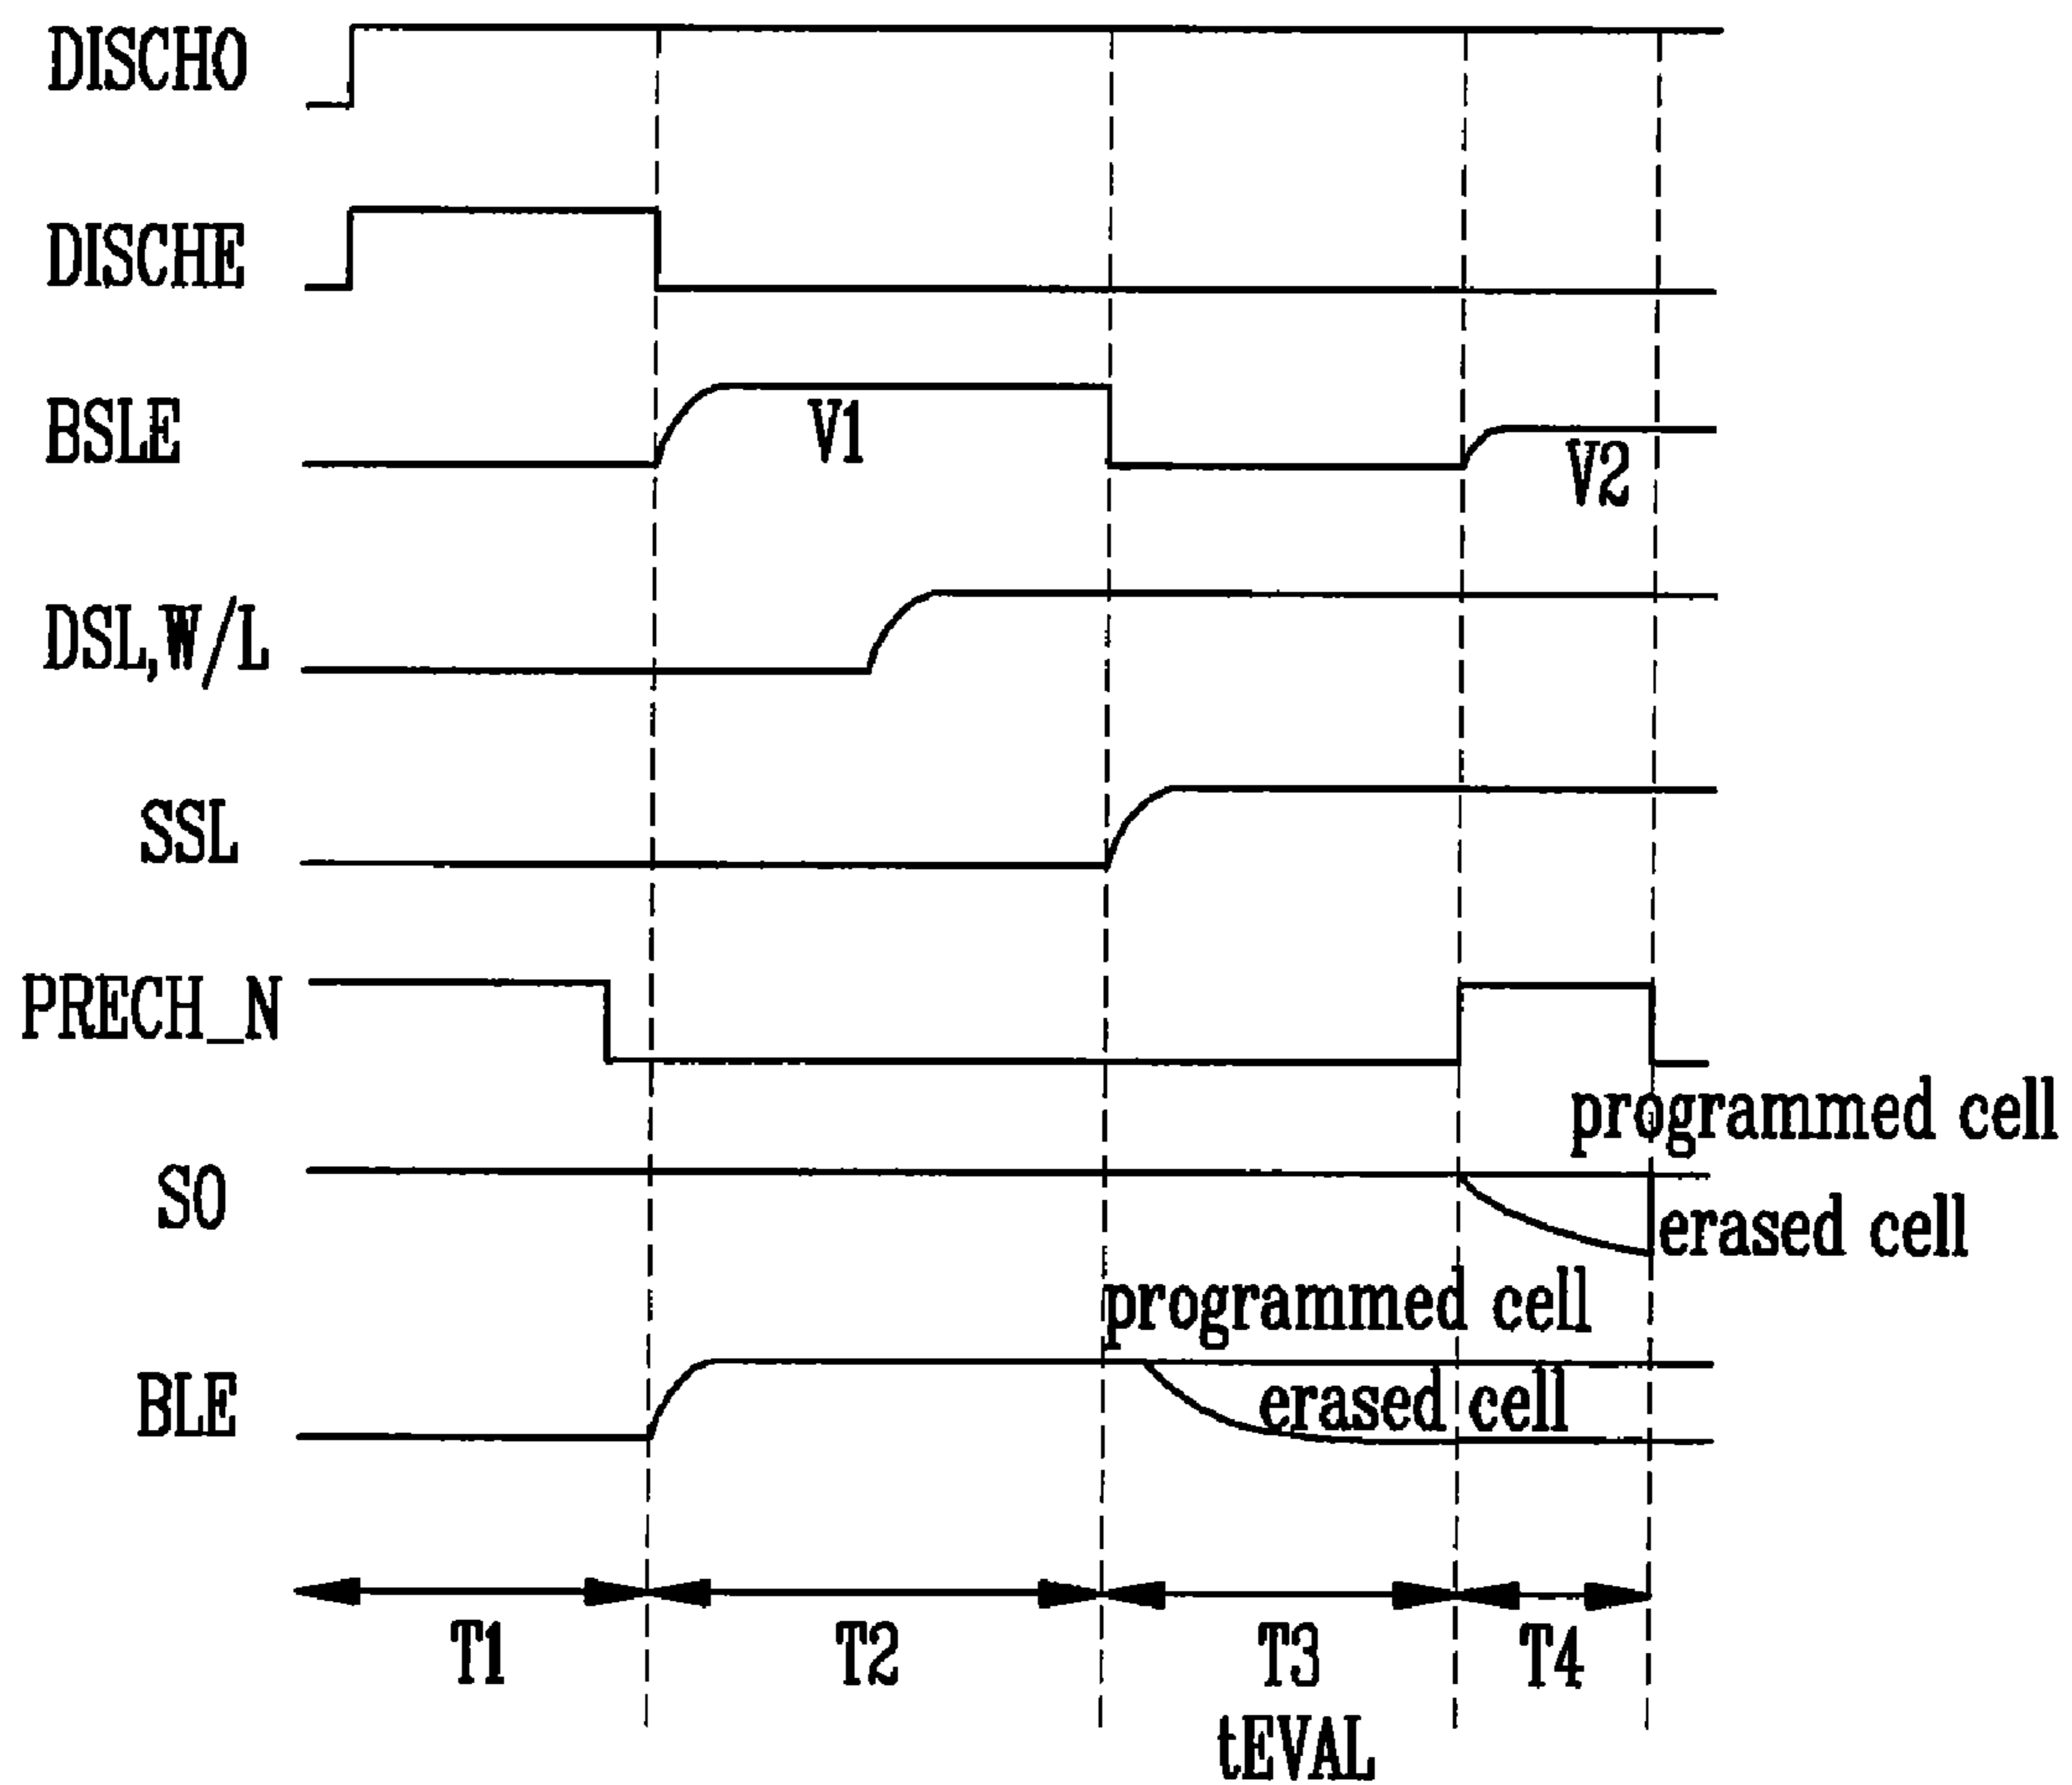 DISCHO
DISCHE
BSLE
V1
V2
DSL,W/L
SSL
PRECH_N
programmed cell
SO
erased cell
programmed cell
BLE
erased cell
T1
T2
T3
T4
tEVAL